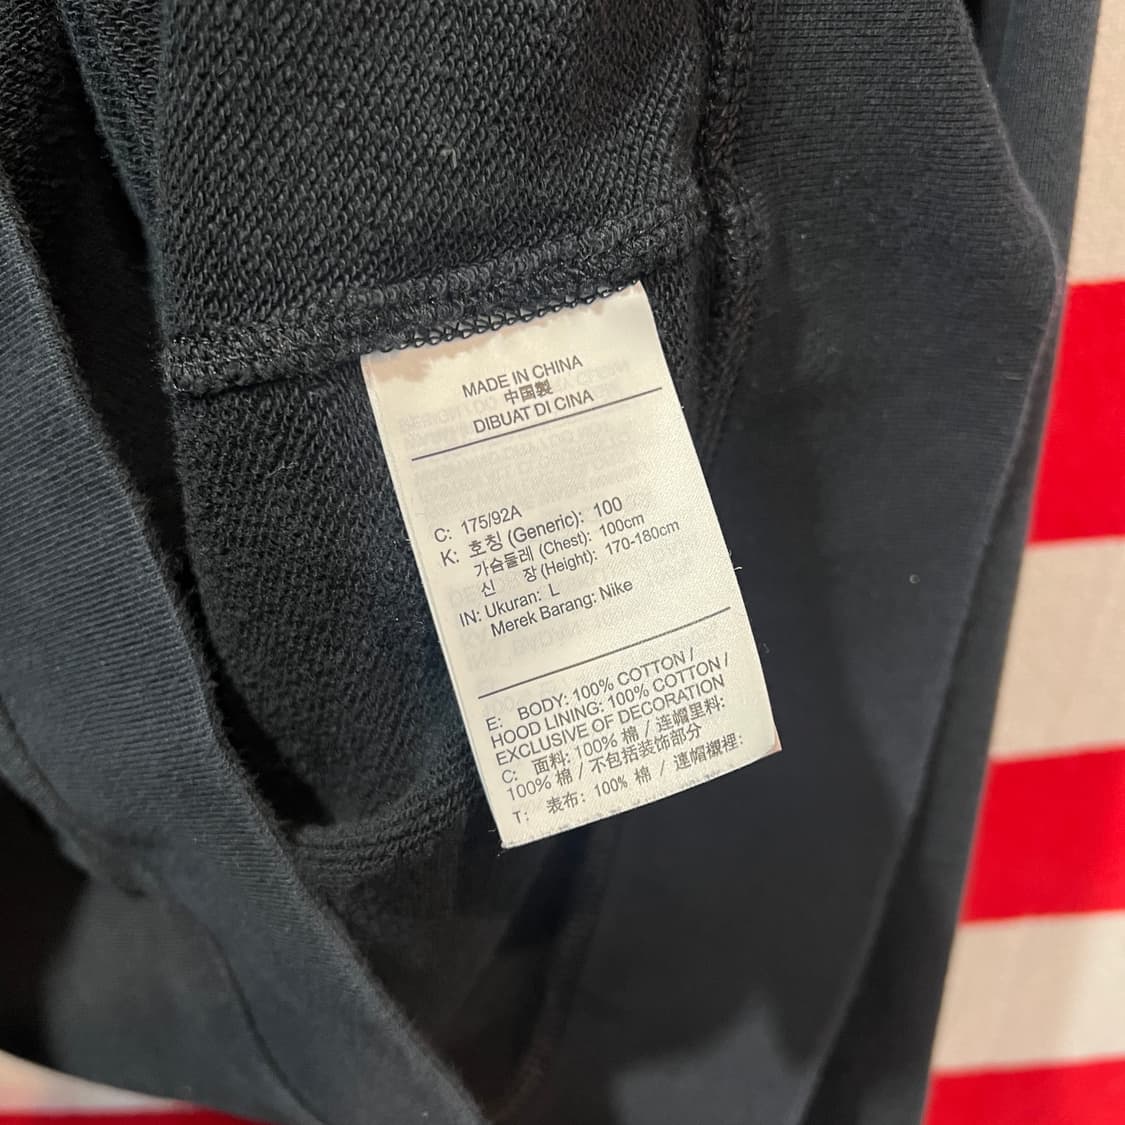 MADE IN CHINA
中国製
DIBUAT DI CINA
C: 175/92A
K: 호칭 (Generic): 100
가슴둘레 (Chest): 100cm
신 장 (Height): 170-180cm
IN: Ukuran: L
Merek Barang: Nike
E: BODY: 100% COTTON /
HOOD LINING: 100% COTTON /
EXCLUSIVE OF DECORATION
C: 面料: 100% 棉 / 连帽里料:
100% 棉 / 不包括装饰部分
T: 表布: 100% 棉 / 連帽襯裡: